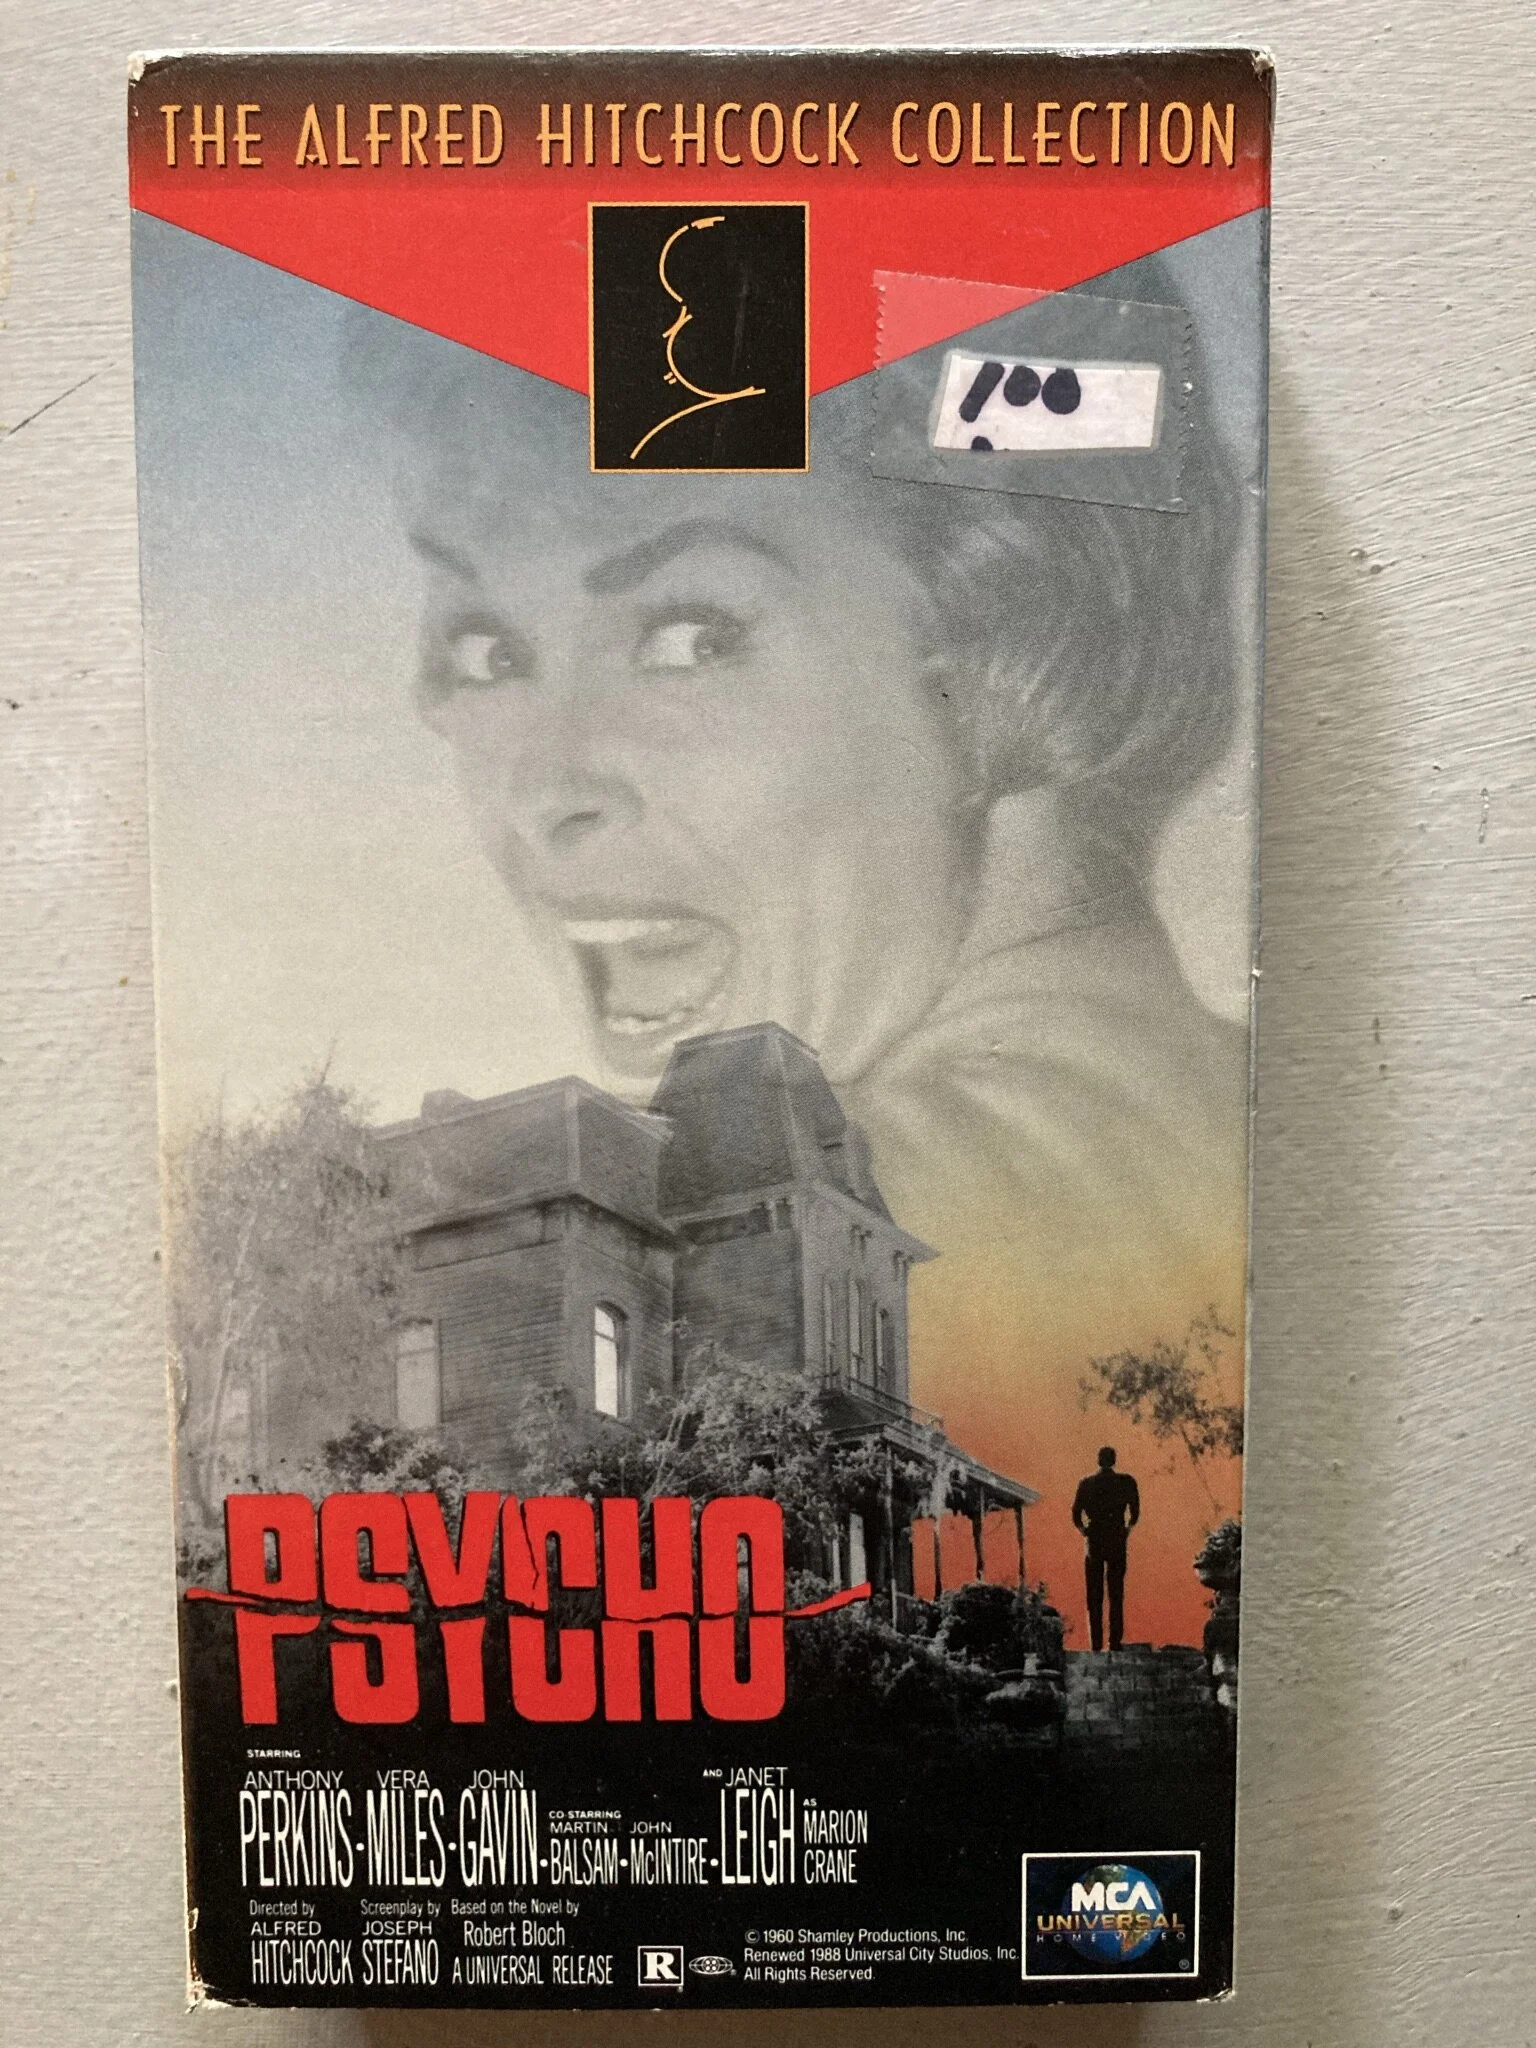 THE ALFRED HITCHCOCK COLLECTION
1.00
PSYCHO
STARRING
ANTHONY PERKINS · VERA MILES · JOHN GAVIN ·
CO-STARRING MARTIN BALSAM · JOHN McINTIRE ·
AND JANET LEIGH AS MARION CRANE
Directed by ALFRED HITCHCOCK
Screenplay by JOSEPH STEFANO
Based on the Novel by Robert Bloch
A UNIVERSAL RELEASE
R
©1960 Shamley Productions, Inc.
Renewed 1988 Universal City Studios, Inc.
All Rights Reserved.
MCA
UNIVERSAL
HOME VIDEO
®